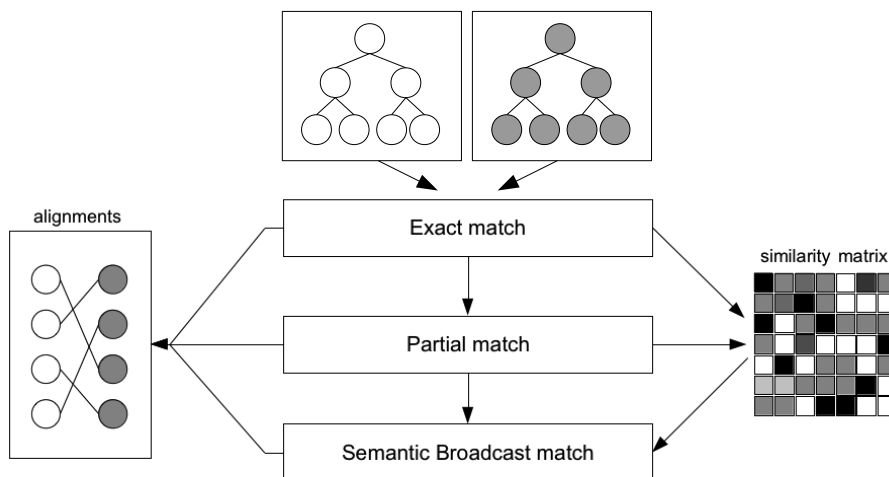 Exact match
alignments
similarity matrix
Partial match
Semantic Broadcast match